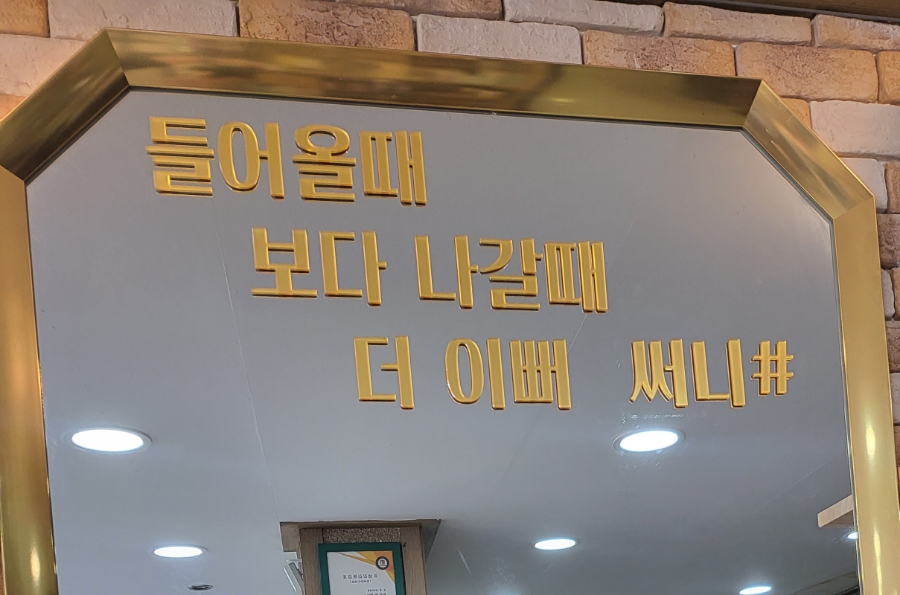 들어올때
보다 나갈때
더 이뻐 써니#